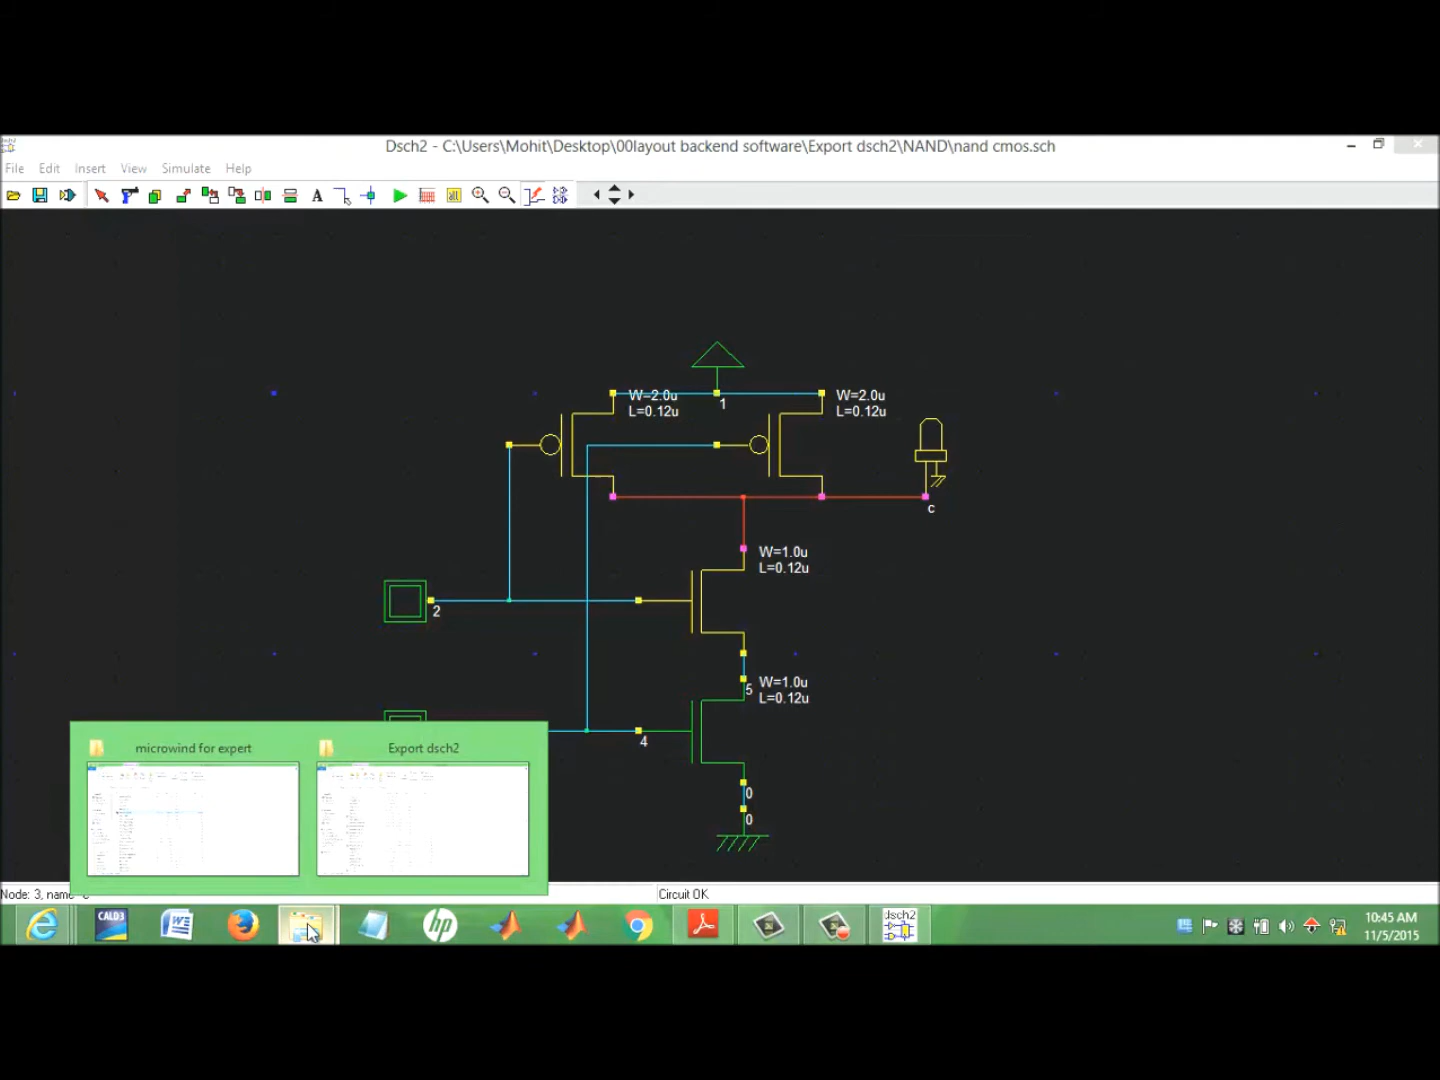 Dsch2 - C:\Users\Mohit\Desktop\00layout backend software\Export dsch2\NAND\nand cmos.sch
File Edit Insert View Simulate Help
A
W=2.0u
L=0.12u
1
W=2.0u
L=0.12u
c
W=1.0u
L=0.12u
2
5
W=1.0u
L=0.12u
4
0
0
microwind for expert
Export dsch2
Node: 3, name
Circuit OK
CALD3
hp
dsch2
10:45 AM
11/5/2015